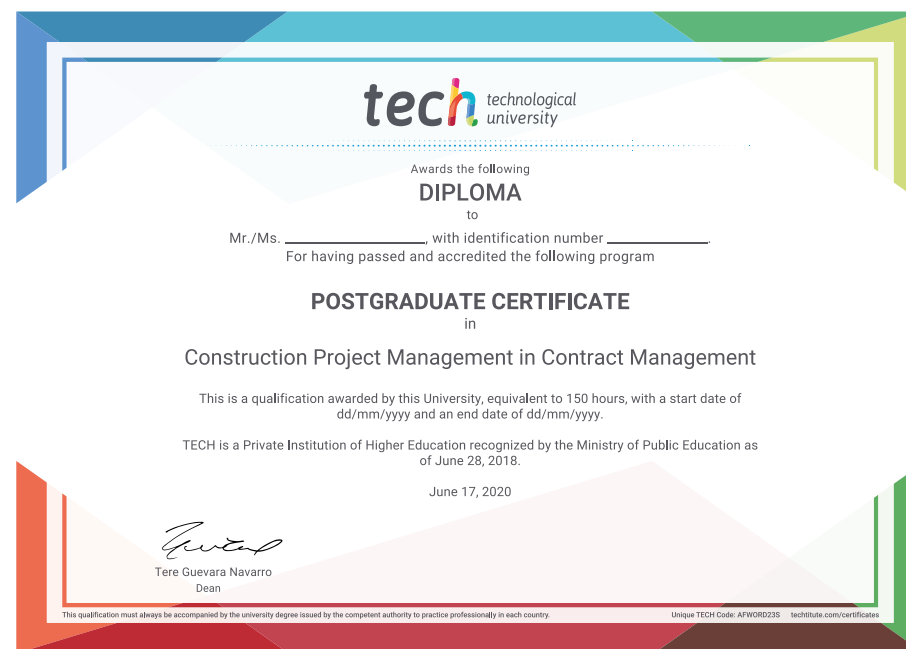 tech technological
university
Awards the following
DIPLOMA
to
Mr./Ms. ____________, with identification number ____________.
For having passed and accredited the following program
POSTGRADUATE CERTIFICATE
in
Construction Project Management in Contract Management
This is a qualification awarded by this University, equivalent to 150 hours, with a start date of
dd/mm/yyyy and an end date of dd/mm/yyyy.
TECH is a Private Institution of Higher Education recognized by the Ministry of Public Education as
of June 28, 2018.
June 17, 2020
Tere Guevara Navarro
Dean
This qualification must always be accompanied by the university degree issued by the competent authority to practice professionally in each country. Unique TECH Code: AFWORD23S techtitute.com/certificates